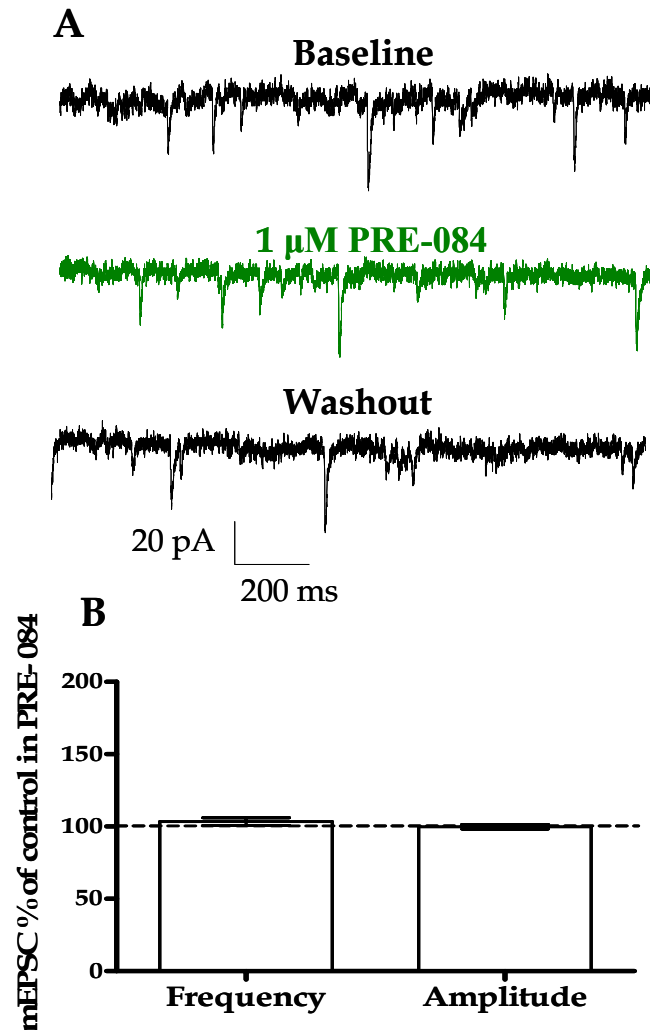 A
Baseline
1 µM PRE-084
Washout
20 pA
200 ms
B
mEPSC % of control in PRE-084
200
150
100
50
0
Frequency
Amplitude